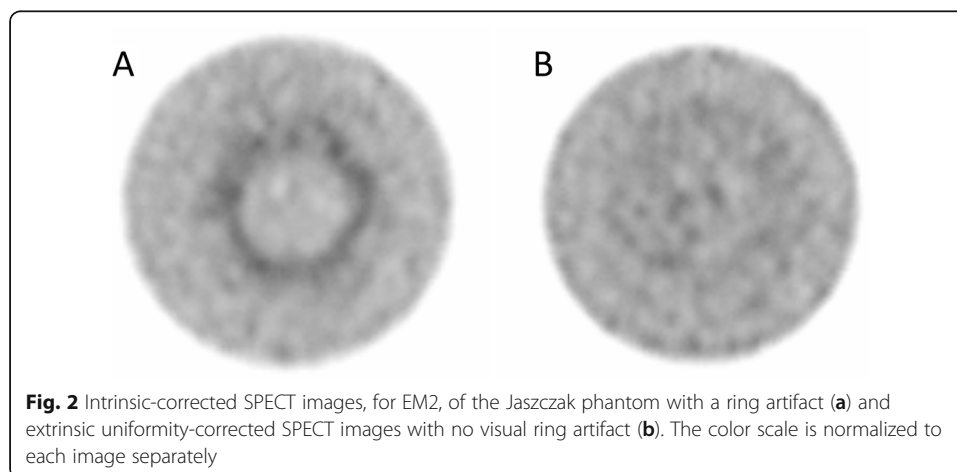 A
B
Fig. 2 Intrinsic-corrected SPECT images, for EM2, of the Jaszczak phantom with a ring artifact (a) and
extrinsic uniformity-corrected SPECT images with no visual ring artifact (b). The color scale is normalized to
each image separately